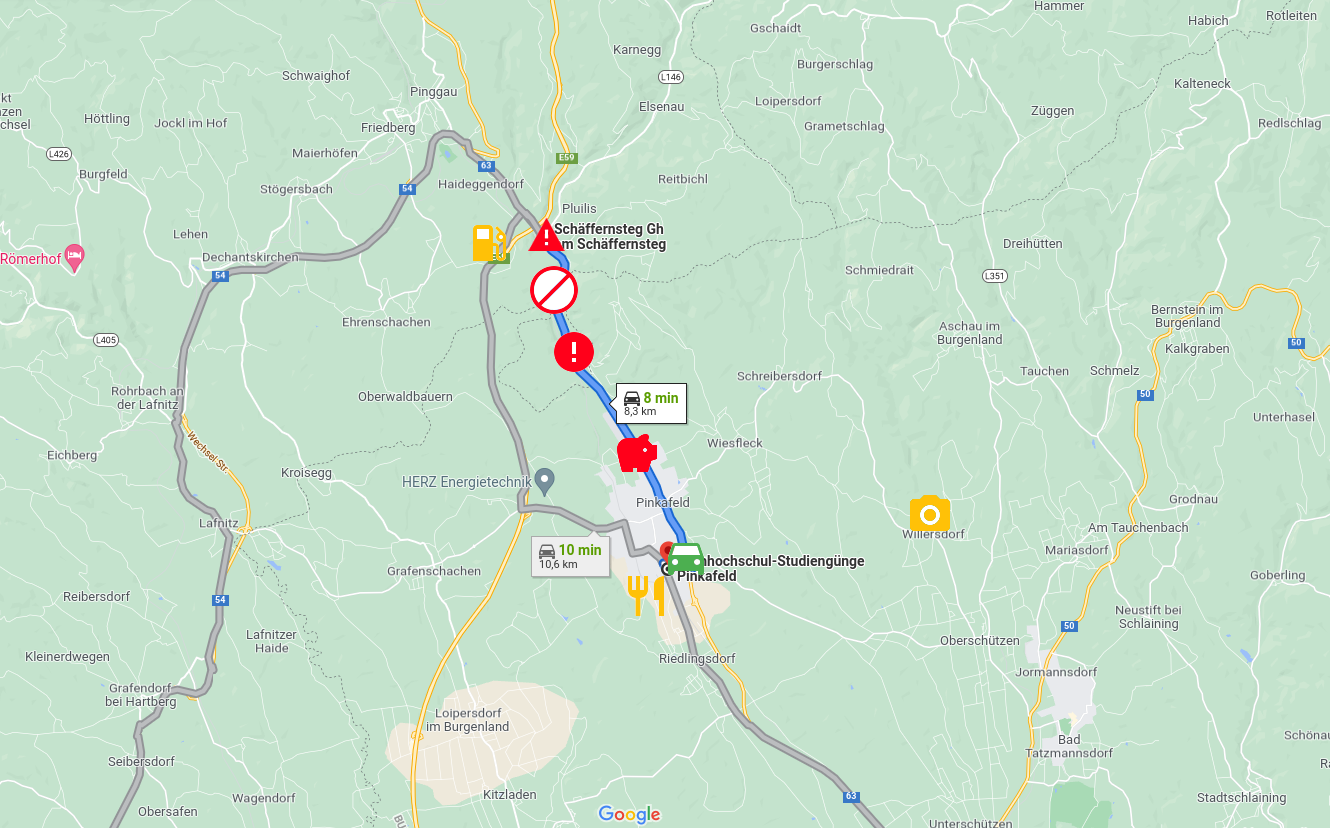 Hammer
Rotleiten
Habich
Gschaidt
Karnegg
Burgerschlag
Schwaighof
L146
Kalteneck
Pinggau
kt
Loipersdorf
Elsenau
Züggen
Höttling
Jockl im Hof
chsel
Friedberg
Grametschlag
Redlschlag
L426
Maierhöfen
E59
63
Burgfeld
Haideggendorf
Reitbichl
54
Stögersbach
Pluilis
Lehen
Schäffernsteg Gh
m Schäffernsteg
Dreihütten
Römerhof
Dechantskirchen
Schmiedrait
54
L351
Bernstein im
Burgenland
Ehrenschachen
Aschau im
Burgenland
L405
50
Kalkgraben
Tauchen
Schmelz
Schreibersdorf
Rohrbach an
der Lafnitz
Oberwaldbauern
8 min
8,3 km
50
Unterhasel
Wechsel Str.
Wiesfleck
Eichberg
Kroisegg
HERZ Energietechnik
Pinkafeld
Grodnau
Lafnitz
Am Tauchenbach
Willersdorf
10 min
10,6 km
Mariasdorf
hochschul-Studiengünge
Pinkafeld
Grafenschachen
Goberling
Reibersdorf
54
Neustift bei
Schlaining
50
Lafnitzer
Haide
Oberschützen
Kleinerdwegen
Riedlingsdorf
Jormannsdorf
Grafendorf
bei Hartberg
Loipersdorf
im Burgenland
Bad
Tatzmannsdorf
Schönau
Seibersdorf
Kitzladen
Wagendorf
63
Stadtschlaining
Obersafen
Google
BU
Unterschützen